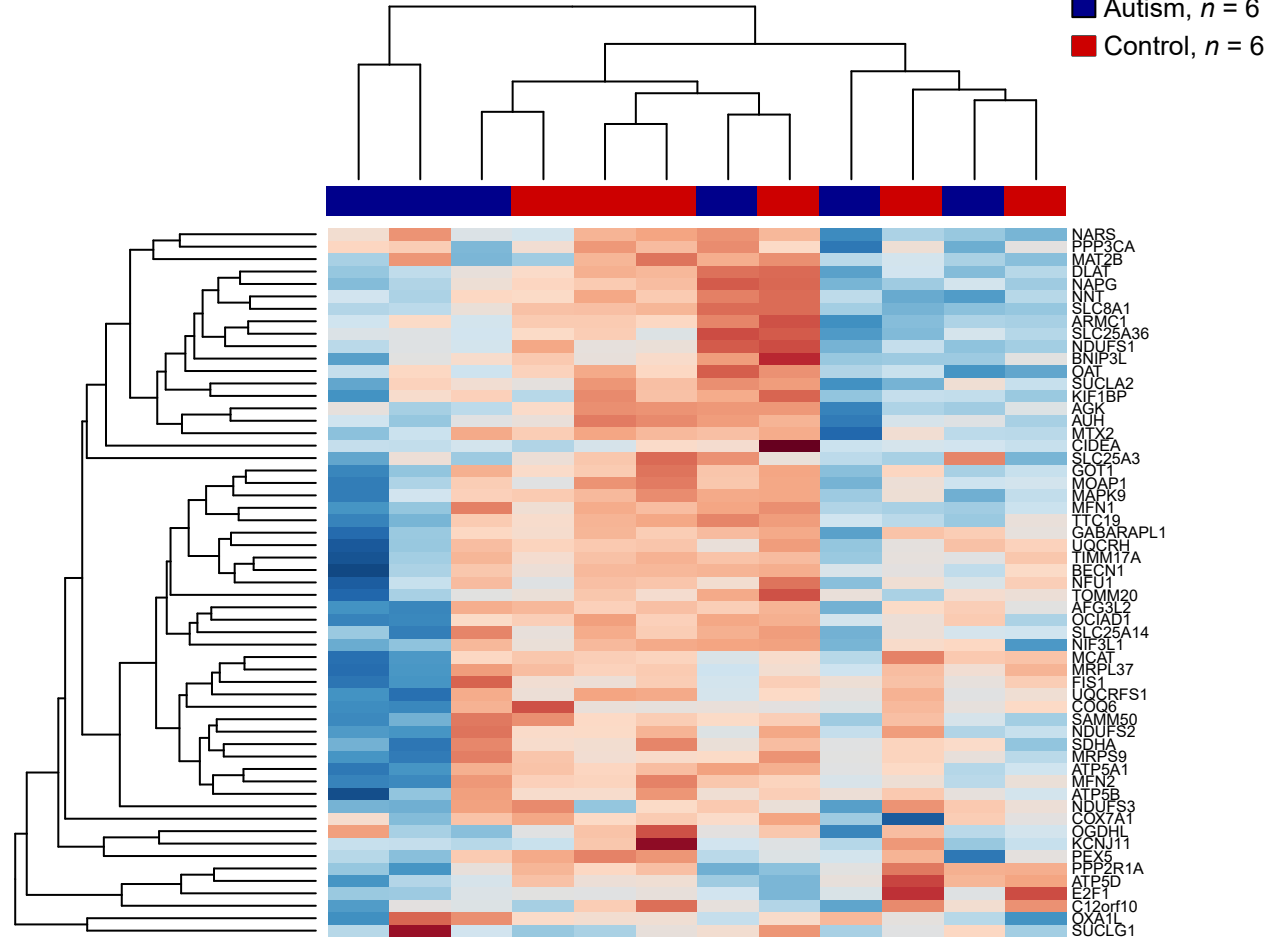 Autism, n = 6
Control, n = 6
NARS
PPP3CA
MAT2B
DLAT
NAPG
NNT
SLC8A1
ARMC1
SLC25A36
NDUFS1
BNIP3L
OAT
SUCLA2
KIF1BP
AGK
AUH
MTX2
CIDEA
SLC25A3
GOT1
MOAP1
MAPK9
MFN1
TTC19
GABARAPL1
UQCRH
TIMM17A
BECN1
NFU1
TOMM20
AFG3L2
OCIAD1
SLC25A14
NIF3L1
MCAT
MRPL37
FIS1
UQCRFS1
COQ6
SAMM50
NDUFS2
SDHA
MRPS9
ATP5A1
MFN2
ATP5B
NDUFS3
COX7A1
OGDHL
KCNJ11
PEX5
PPP2R1A
ATP5D
E2F1
C12orf10
OXA1L
SUCLG1